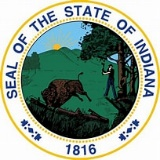 SEAL OF THE STATE OF INDIANA
1816